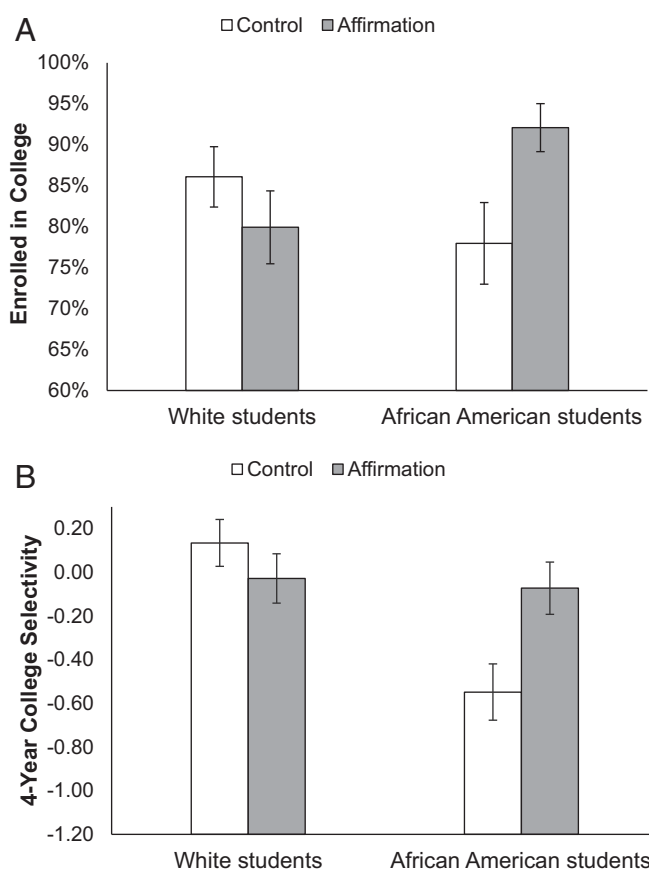 A
Control Affirmation
100%
95%
90%
85%
80%
75%
70%
65%
60%
Enrolled in College
White students African American students
B
Control Affirmation
0.20
0.00
-0.20
-0.40
-0.60
-0.80
-1.00
-1.20
4-Year College Selectivity
White students African American students